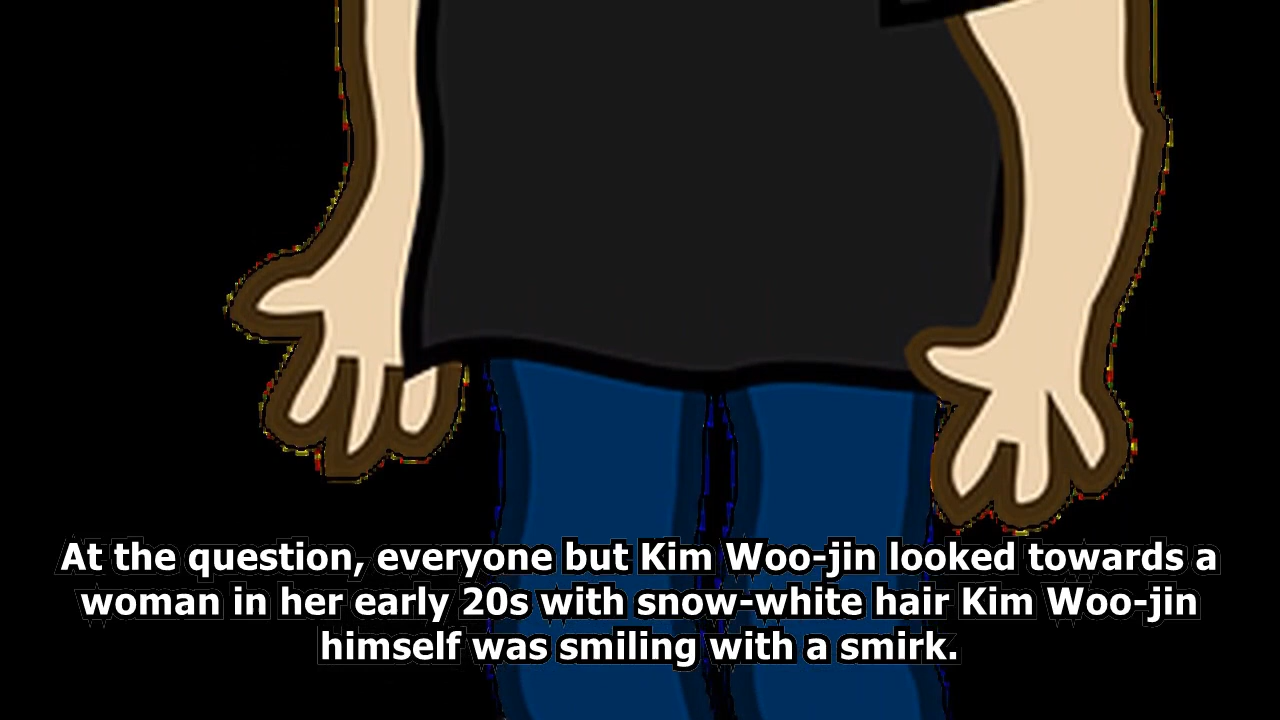 At the question, everyone but Kim Woo-jin looked towards a
woman in her early 20s with snow-white hair Kim Woo-jin
himself was smiling with a smirk.